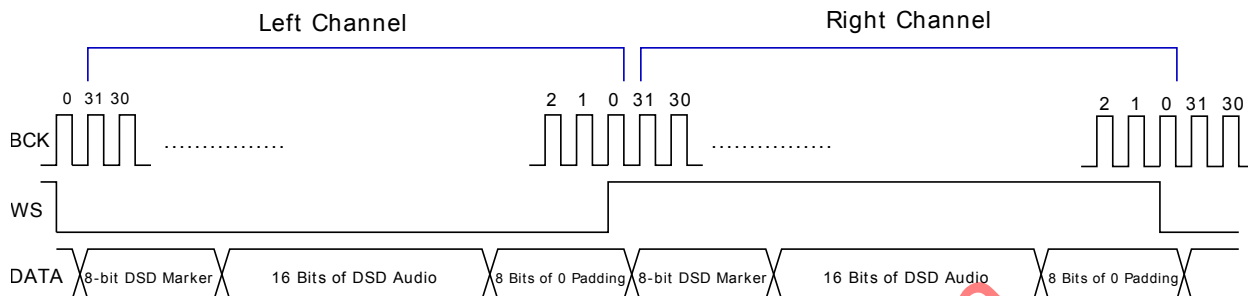 Left Channel
Right Channel
0 31 30
2 1 0 31 30
2 1 0 31 30
BCK
................
................
WS
DATA
8-bit DSD Marker
16 Bits of DSD Audio
8 Bits of 0 Padding
8-bit DSD Marker
16 Bits of DSD Audio
8 Bits of 0 Padding